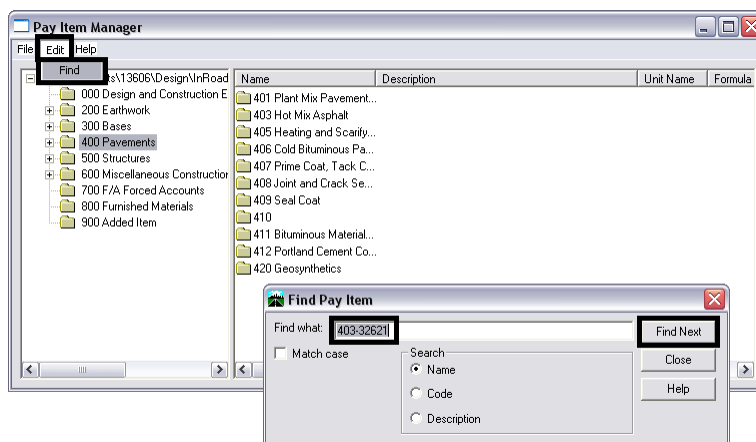 Pay Item Manager
File Edit Help
Find
ts\13606\Design\InRoad
000 Design and Construction E
200 Earthwork
300 Bases
400 Pavements
500 Structures
600 Miscellaneous Construction
700 F/A Forced Accounts
800 Furnished Materials
900 Added Item
Name Description Unit Name Formula
401 Plant Mix Pavement...
403 Hot Mix Asphalt
405 Heating and Scarify...
406 Cold Bituminous Pa...
407 Prime Coat, Tack C...
408 Joint and Crack Se...
409 Seal Coat
410
411 Bituminous Material...
412 Portland Cement Co...
420 Geosynthetics
Find Pay Item
Find what: 403-32621 Find Next
Match case Search Close
Name
Code Help
Description